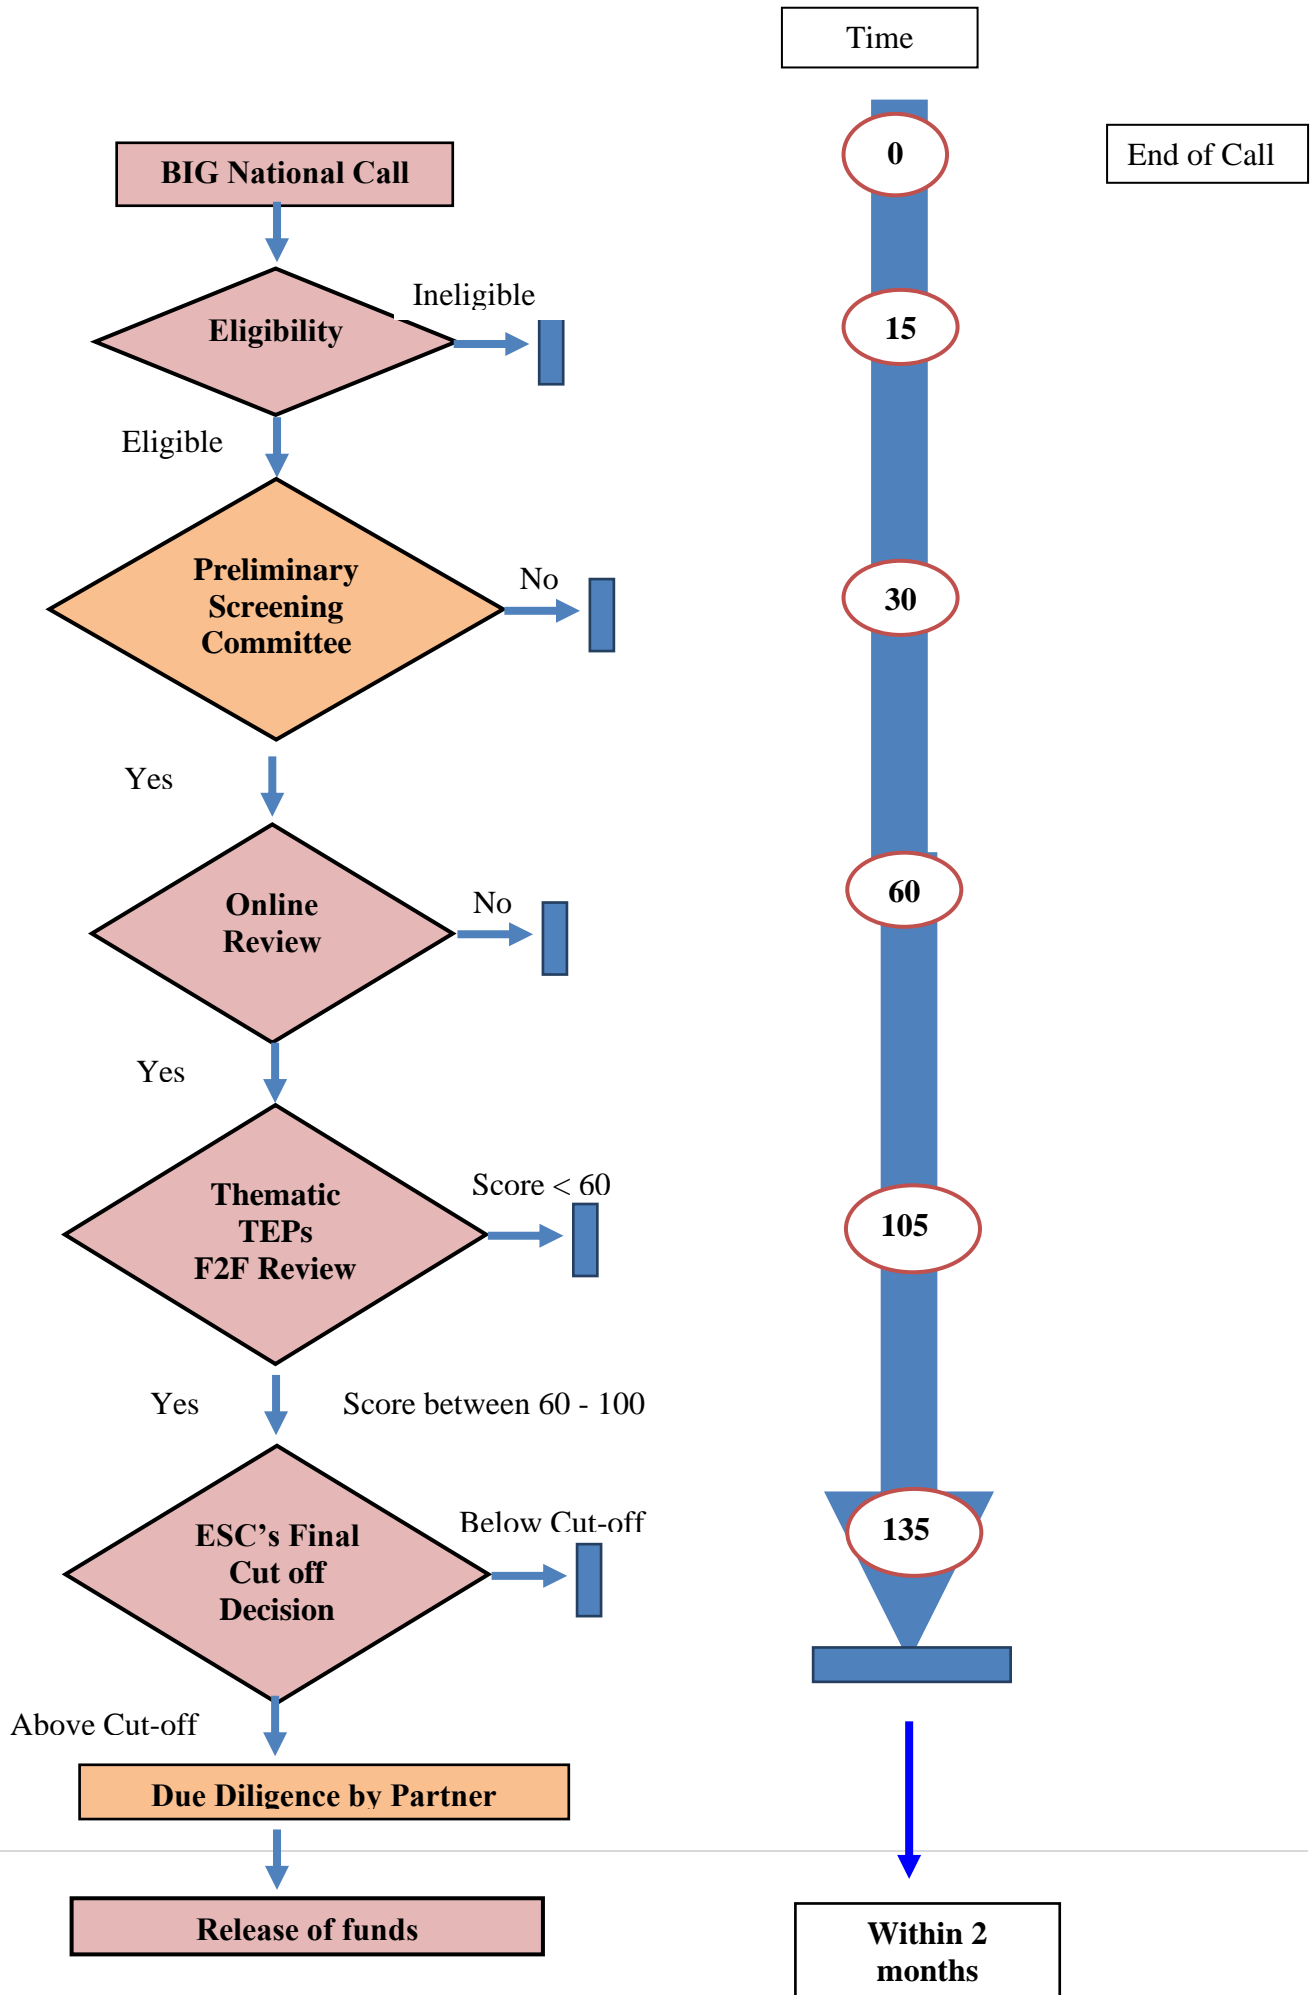 Time
BIG National Call
0
End of Call
Ineligible
Eligibility
15
Eligible
Preliminary
Screening
Committee
No
30
Yes
Online
Review
No
60
Yes
Thematic
TEPs
F2F Review
Score < 60
105
Yes
Score between 60 - 100
ESC’s Final
Cut off
Decision
Below Cut-off
135
Above Cut-off
Due Diligence by Partner
Release of funds
Within 2
months